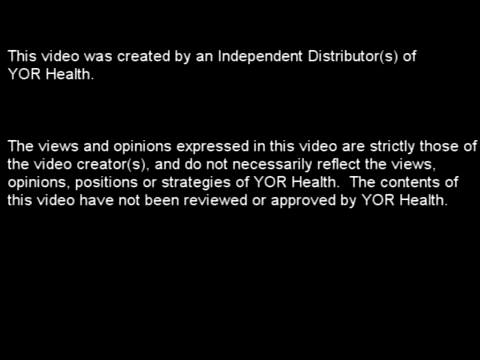 This video was created by an Independent Distributor(s) of
YOR Health.
The views and opinions expressed in this video are strictly those of
the video creator(s), and do not necessarily reflect the views,
opinions, positions or strategies of YOR Health.  The contents of
this video have not been reviewed or approved by YOR Health.